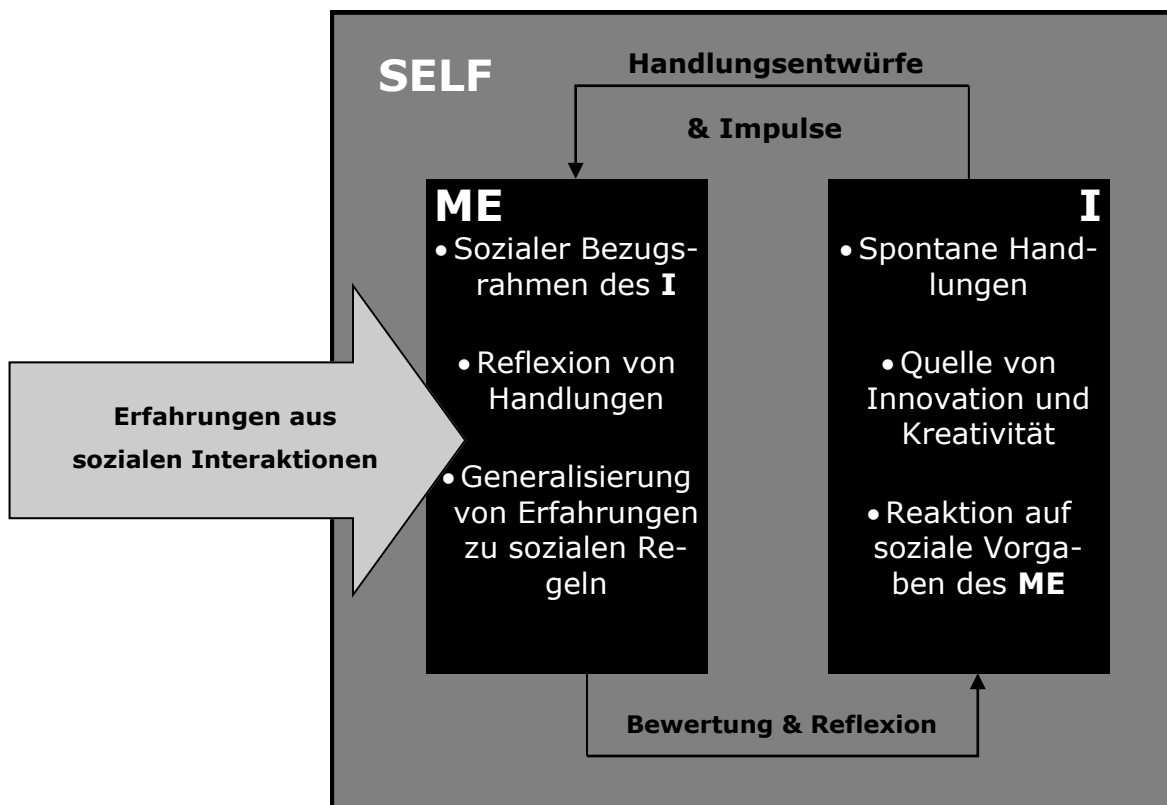 SELF
Handlungsentwürfe
& Impulse
ME
• Sozialer Bezugs-
rahmen des I
• Reflexion von
Handlungen
• Generalisierung
von Erfahrungen
zu sozialen Re-
geln
I
• Spontane Hand-
lungen
• Quelle von
Innovation und
Kreativität
• Reaktion auf
soziale Vorga-
ben des ME
Erfahrungen aus
sozialen Interaktionen
Bewertung & Reflexion